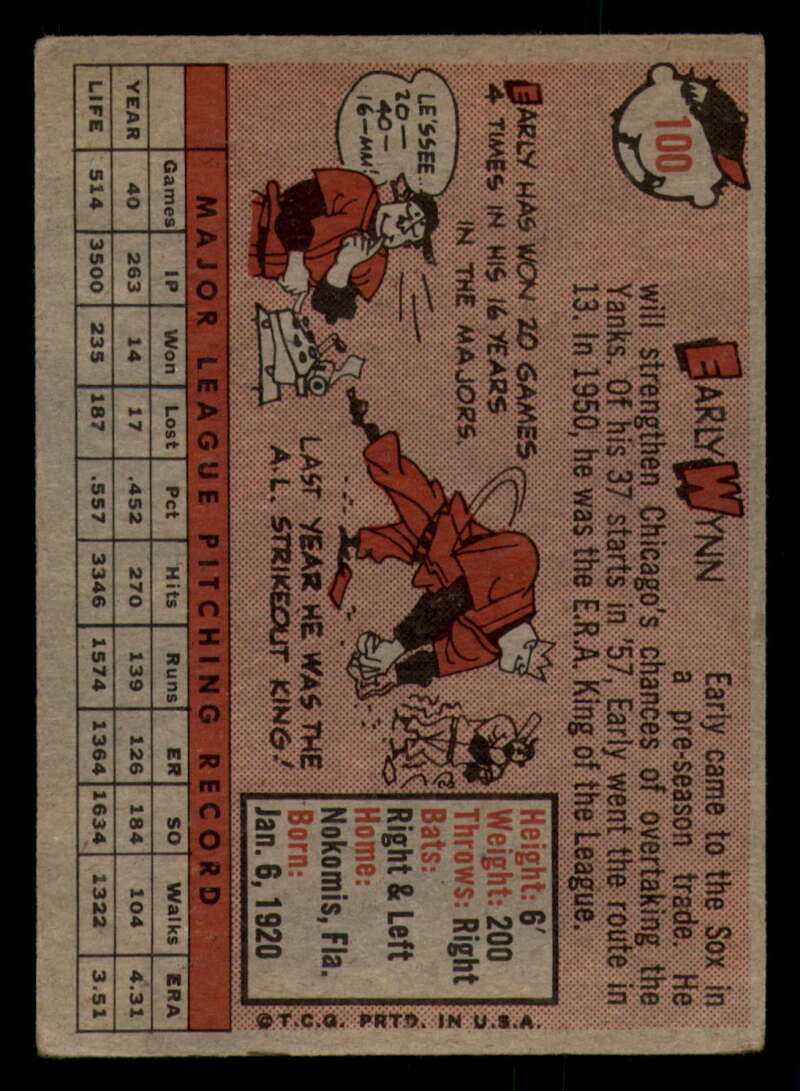 100
EARLY WYNN
Early came to the Sox in
a pre-season trade. He
will strengthen Chicago's chances of overtaking the
Yanks. Of his 37 starts in '57, Early went the route in
13. In 1950, he was the E.R.A. King of the League.
EARLY HAS WON 20 GAMES
4 TIMES IN HIS 16 YEARS
IN THE MAJORS.
LE'SSEE..
20—
40—
16-MM!
LAST YEAR HE WAS THE
A.L. STRIKEOUT KING!
Height: 6'
Weight: 200
Throws: Right
Bats:
Right & Left
Home:
Nokomis, Fla.
Born:
Jan. 6, 1920
MAJOR LEAGUE PITCHING RECORD
Games IP Won Lost Pct Hits Runs ER SO Walks ERA
YEAR 40 263 14 17 .452 270 139 126 184 104 4.31
LIFE 514 3500 235 187 .557 3346 1574 1364 1634 1322 3.51
©T.C.G. PRTD. IN U.S.A.